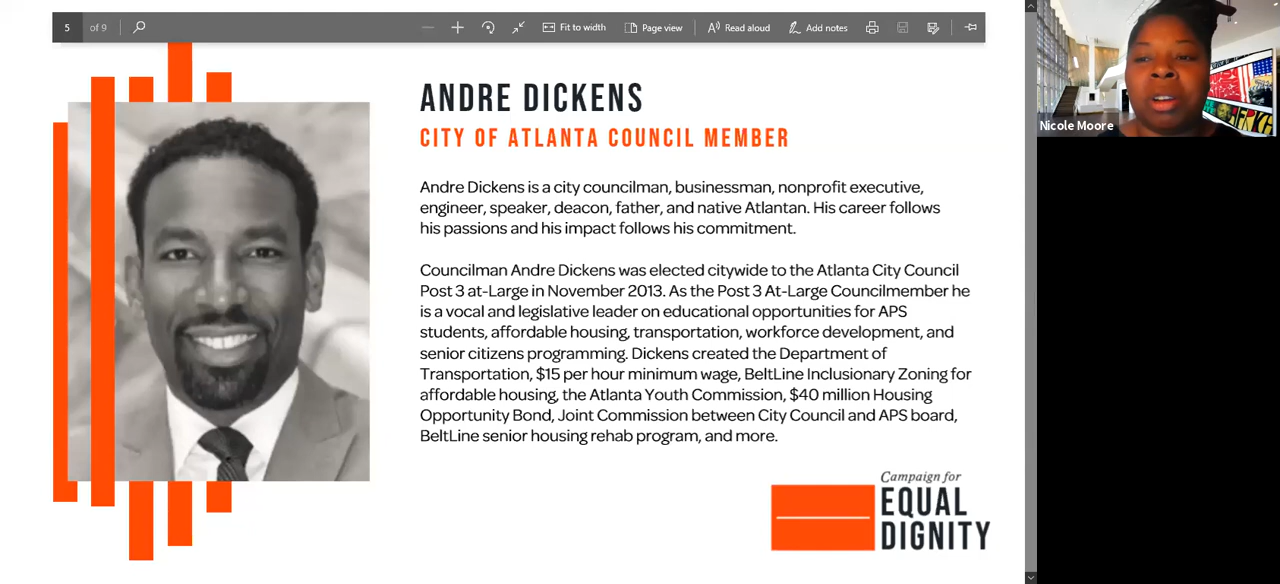 5 of 9 Fit to width Page view Read aloud Add notes
Nicole Moore
ANDRE DICKENS
CITY OF ATLANTA COUNCIL MEMBER
Andre Dickens is a city councilman, businessman, nonprofit executive,
engineer, speaker, deacon, father, and native Atlantan. His career follows
his passions and his impact follows his commitment.
Councilman Andre Dickens was elected citywide to the Atlanta City Council
Post 3 at-Large in November 2013. As the Post 3 At-Large Councilmember he
is a vocal and legislative leader on educational opportunities for APS
students, affordable housing, transportation, workforce development, and
senior citizens programming. Dickens created the Department of
Transportation, $15 per hour minimum wage, BeltLine Inclusionary Zoning for
affordable housing, the Atlanta Youth Commission, $40 million Housing
Opportunity Bond, Joint Commission between City Council and APS board,
BeltLine senior housing rehab program, and more.
Campaign for
EQUAL
DIGNITY